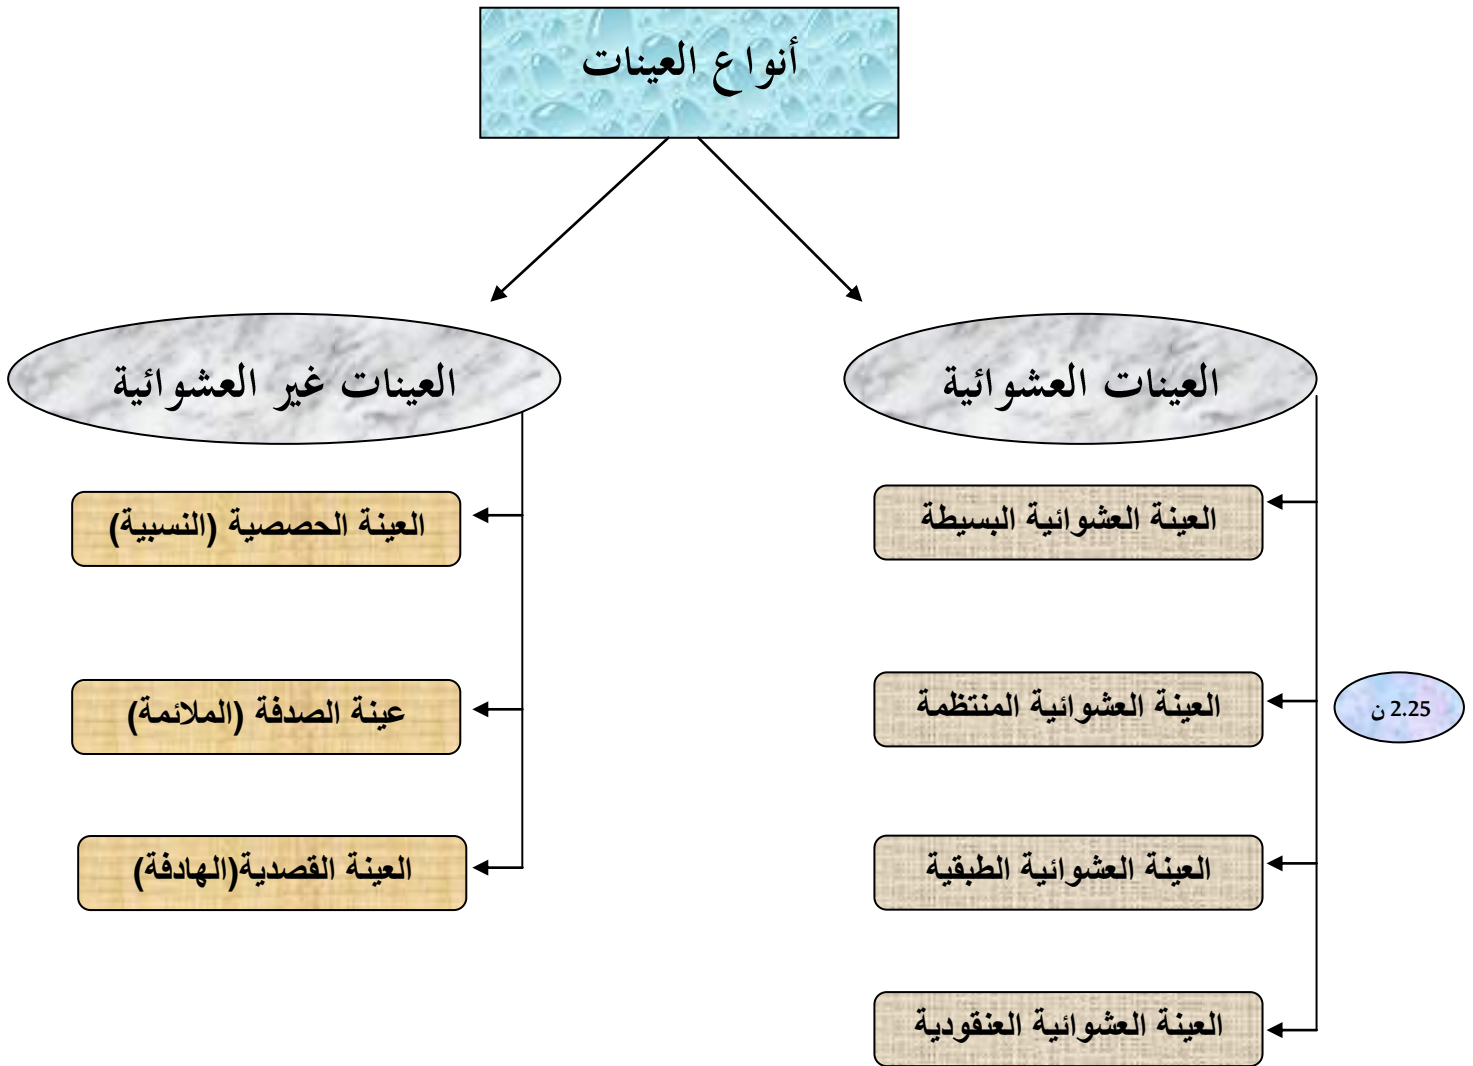 أنواع العينات
العينات العشوائية
العينات غير العشوائية
العينة العشوائية البسيطة
العينة الحصصية (النسبية)
العينة العشوائية المنتظمة
2.25 ن
عينة الصدفة (الملائمة)
العينة العشوائية الطبقية
العينة القصدية(الهادفة)
العينة العشوائية العنقودية